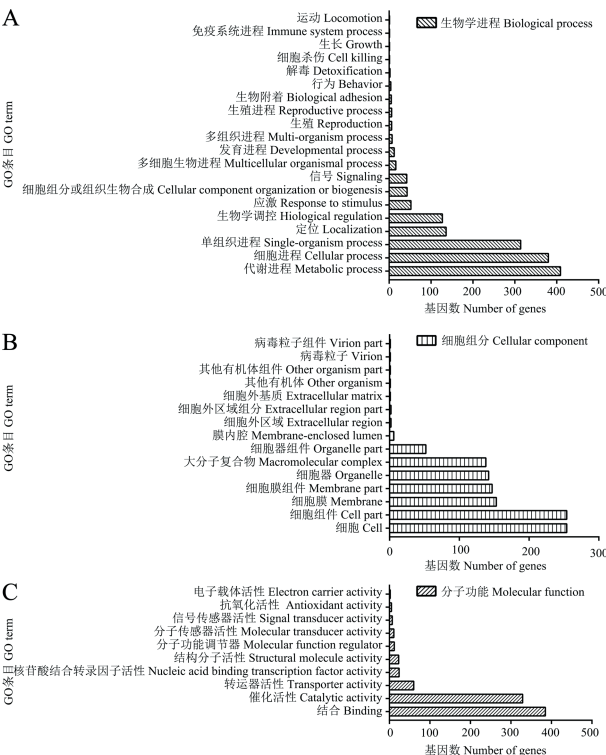 A
运动 Locomotion
免疫系统进程 Immune system process
生长 Growth
细胞杀伤 Cell killing
解毒 Detoxification
行为 Behavior
生物附着 Biological adhesion
生殖进程 Reproductive process
生殖 Reproduction
多组织进程 Multi-organism process
发育进程 Developmental process
多细胞生物进程 Multicellular organismal process
信号 Signaling
细胞组分或组织生物合成 Cellular component organization or biogenesis
应激 Response to stimulus
生物学调控 Hiological regulation
定位 Localization
单组织进程 Single-organism process
细胞进程 Cellular process
代谢进程 Metabolic process
GO条目 GO term
生物学进程 Biological process
0 100 200 300 400 500
基因数 Number of genes
B
病毒粒子组件 Virion part
病毒粒子 Virion
其他有机体组件 Other organism part
其他有机体 Other organism
细胞外基质 Extracellular matrix
细胞外区域组分 Extracellular region part
细胞外区域 Extracellular region
膜内腔 Membrane-enclosed lumen
细胞器组件 Organelle part
大分子复合物 Macromolecular complex
细胞器 Organelle
细胞膜组件 Membrane part
细胞膜 Membrane
细胞组件 Cell part
细胞 Cell
GO条目 GO term
细胞组分 Cellular component
0 100 200 300
基因数 Number of genes
C
电子载体活性 Electron carrier activity
抗氧化活性 Antioxidant activity
信号传感器活性 Signal transducer activity
分子传感器活性 Molecular transducer activity
分子功能调节器 Molecular function regulator
结构分子活性 Structural molecule activity
核苷酸结合转录因子活性 Nucleic acid binding transcription factor activity
转运器活性 Transporter activity
催化活性 Catalytic activity
结合 Binding
GO条目 GO term
分子功能 Molecular function
0 100 200 300 400 500
基因数 Number of genes